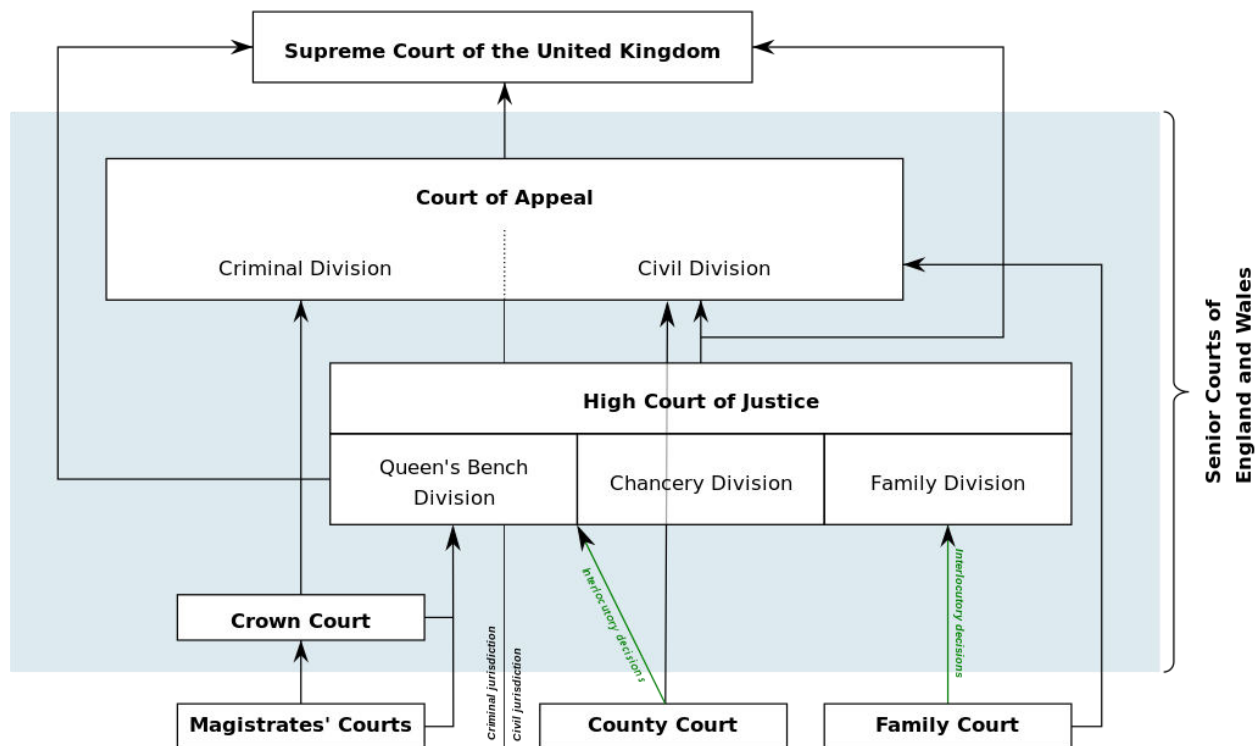 Supreme Court of the United Kingdom
Court of Appeal
Criminal Division
Civil Division
Senior Courts of
England and Wales
High Court of Justice
Queen's Bench
Division
Chancery Division
Family Division
Interlocutory decisions
Interlocutory decisions
Crown Court
Criminal jurisdiction
Civil jurisdiction
Magistrates' Courts
County Court
Family Court